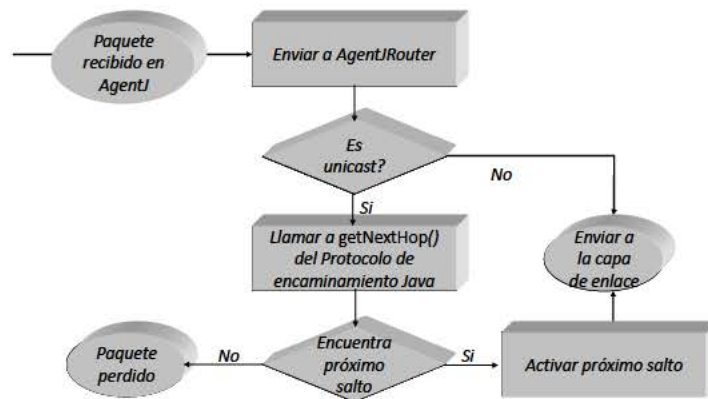 Paquete
recibido en
AgentJ
Enviar a AgentJRouter
Es
unicast?
No
Si
Llamar a getNextHop()
del Protocolo de
encaminamiento Java
Enviar a
la capa
de enlace
Paquete
perdido
No
Encuentra
próximo
salto
Si
Activar próximo salto